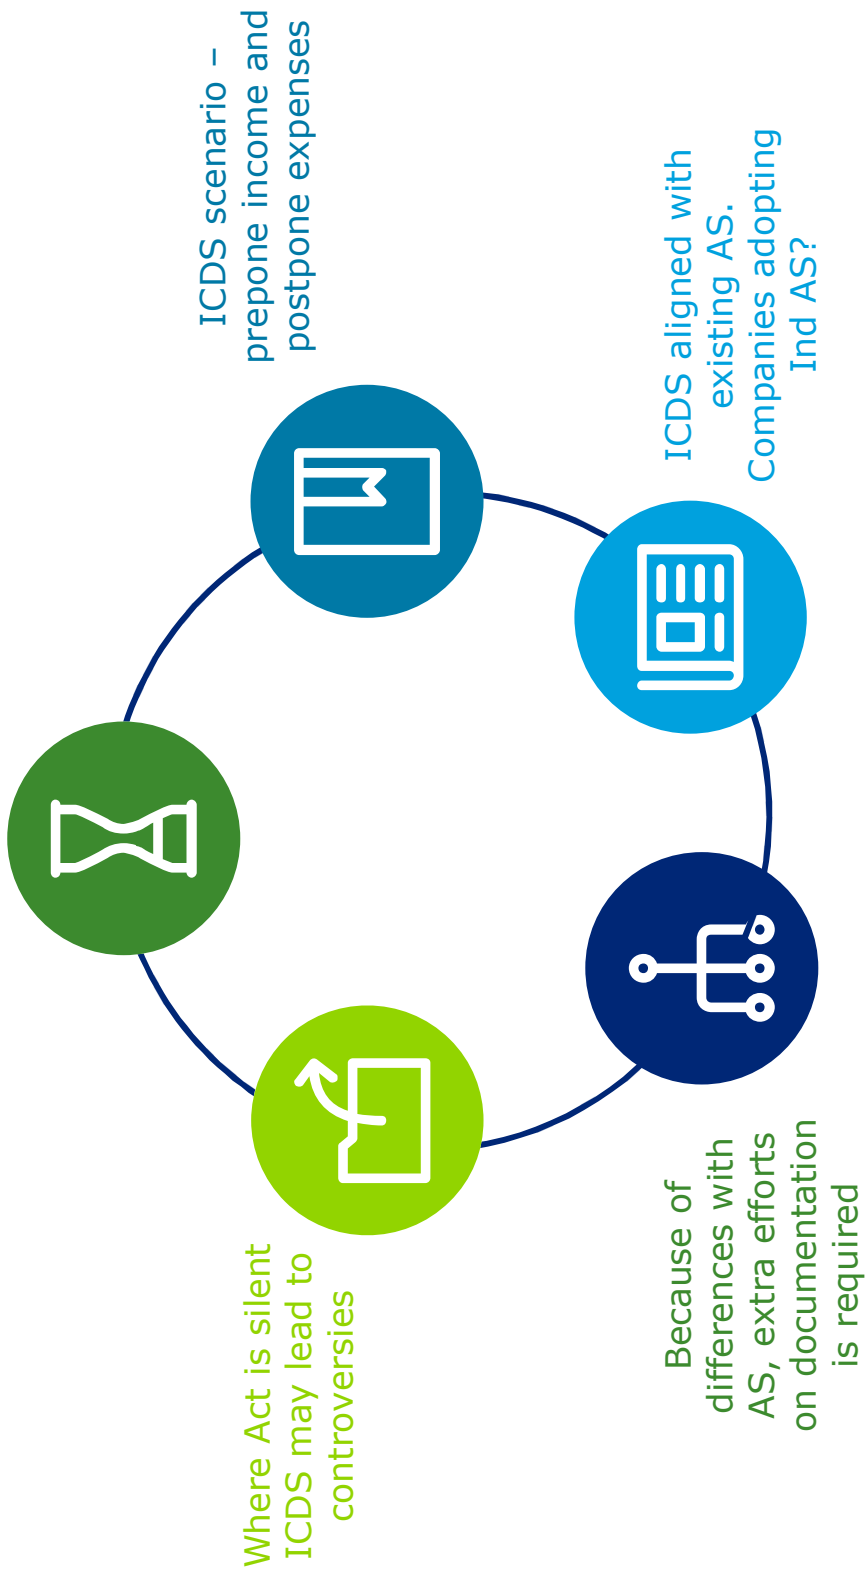 Where Act is silent
ICDS may lead to
controversies
ICDS scenario –
prepone income and
postpone expenses
Because of
differences with
AS, extra efforts
on documentation
is required
ICDS aligned with
existing AS.
Companies adopting
Ind AS?